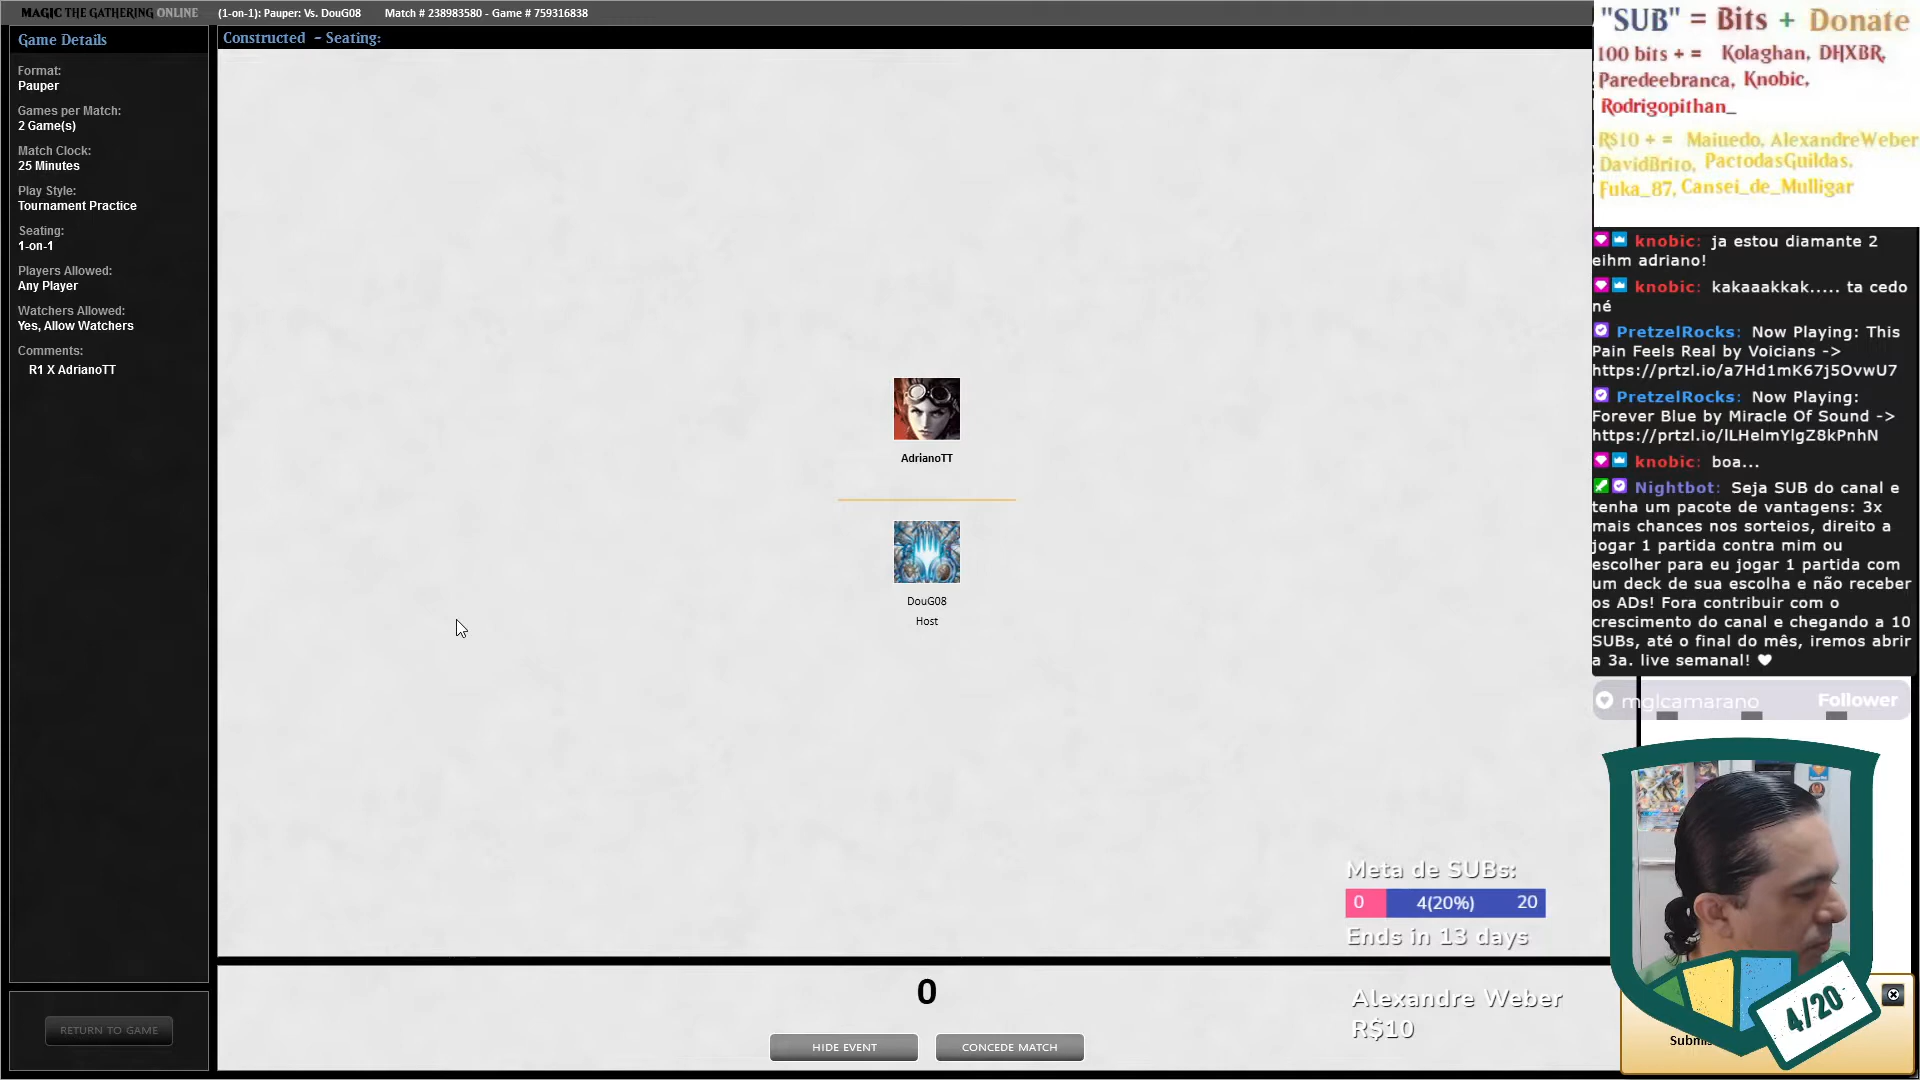 MAGIC THE GATHERING ONLINE
(1-on-1): Pauper: Vs. DouG08 Match # 238983580 - Game # 759316838
Game Details
Format:
Pauper
Games per Match:
2 Game(s)
Match Clock:
25 Minutes
Play Style:
Tournament Practice
Seating:
1-on-1
Players Allowed:
Any Player
Watchers Allowed:
Yes, Allow Watchers
Comments:
R1 X AdrianoTT
RETURN TO GAME
Constructed - Seating:
AdrianoTT
DouG08
Host
Meta de SUBs:
0 4(20%) 20
Ends in 13 days
0
HIDE EVENT CONCEDE MATCH
Alexandre Weber
R$10
"SUB" = Bits + Donate
100 bits + = Kolaghan, DHXBR,
Paredeebranca, Knobic,
Rodrigopithan_
R$10 + = Maiuedo, AlexandreWeber
DavidBrito, PactodasGuildas,
Fuka_87, Cansei_de_Mulligar
knobic: ja estou diamante 2
eihm adriano!
knobic: kakaaakkak..... ta cedo
né
PretzelRocks: Now Playing: This
Pain Feels Real by Voicians ->
https://prtzl.io/a7Hd1mK67j5OvwU7
PretzelRocks: Now Playing:
Forever Blue by Miracle Of Sound ->
https://prtzl.io/lLHelmYlgZ8kPnhN
knobic: boa...
Nightbot: Seja SUB do canal e
tenha um pacote de vantagens: 3x
mais chances nos sorteios, direito a
jogar 1 partida contra mim ou
escolher para eu jogar 1 partida com
um deck de sua escolha e não receber
os ADs! Fora contribuir com o
crescimento do canal e chegando a 10
SUBs, até o final do mês, iremos abrir
a 3a. live semanal! ♥
mglcamarano Follower
4/20